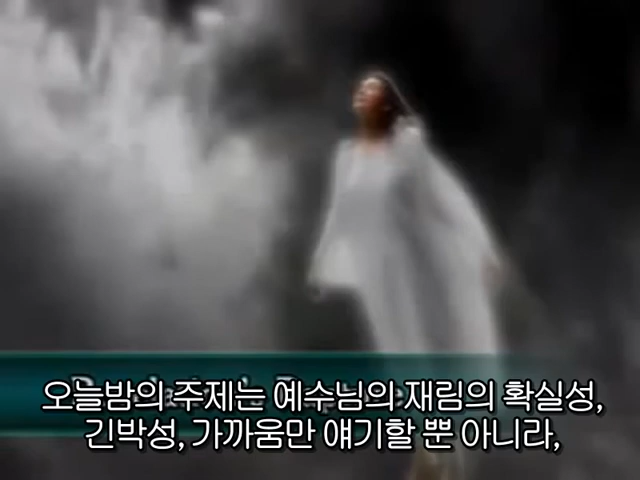 오늘밤의 주제는 예수님의 재림의 확실성,
긴박성, 가까움만 얘기할 뿐 아니라,